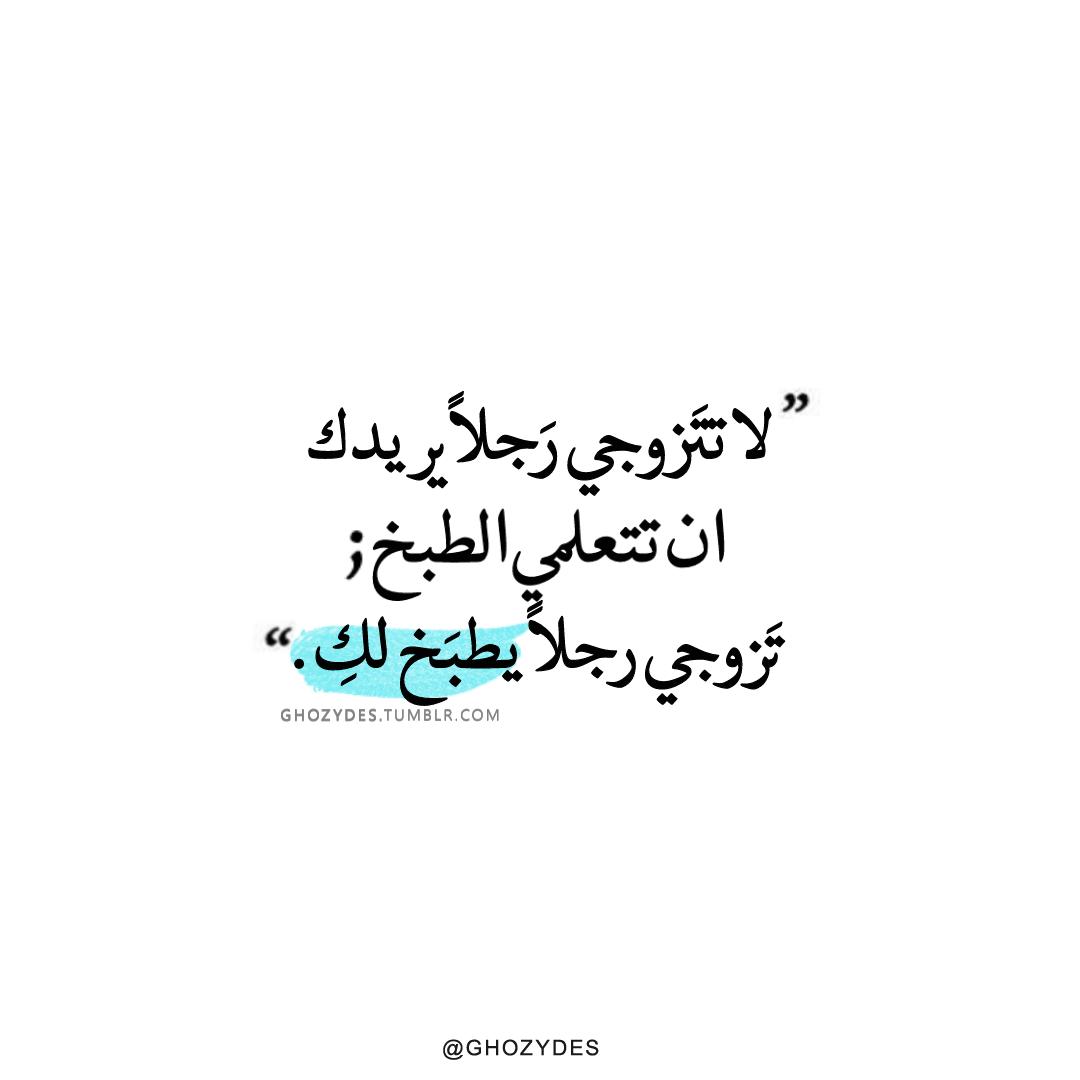 ”لا تتَزوجي رَجلاً يريدك
ان تتعلمي الطبخ ;
تَزوجي رجلاً يطبَخ لكِ .“
GHOZYDES.TUMBLR.COM
@GHOZYDES